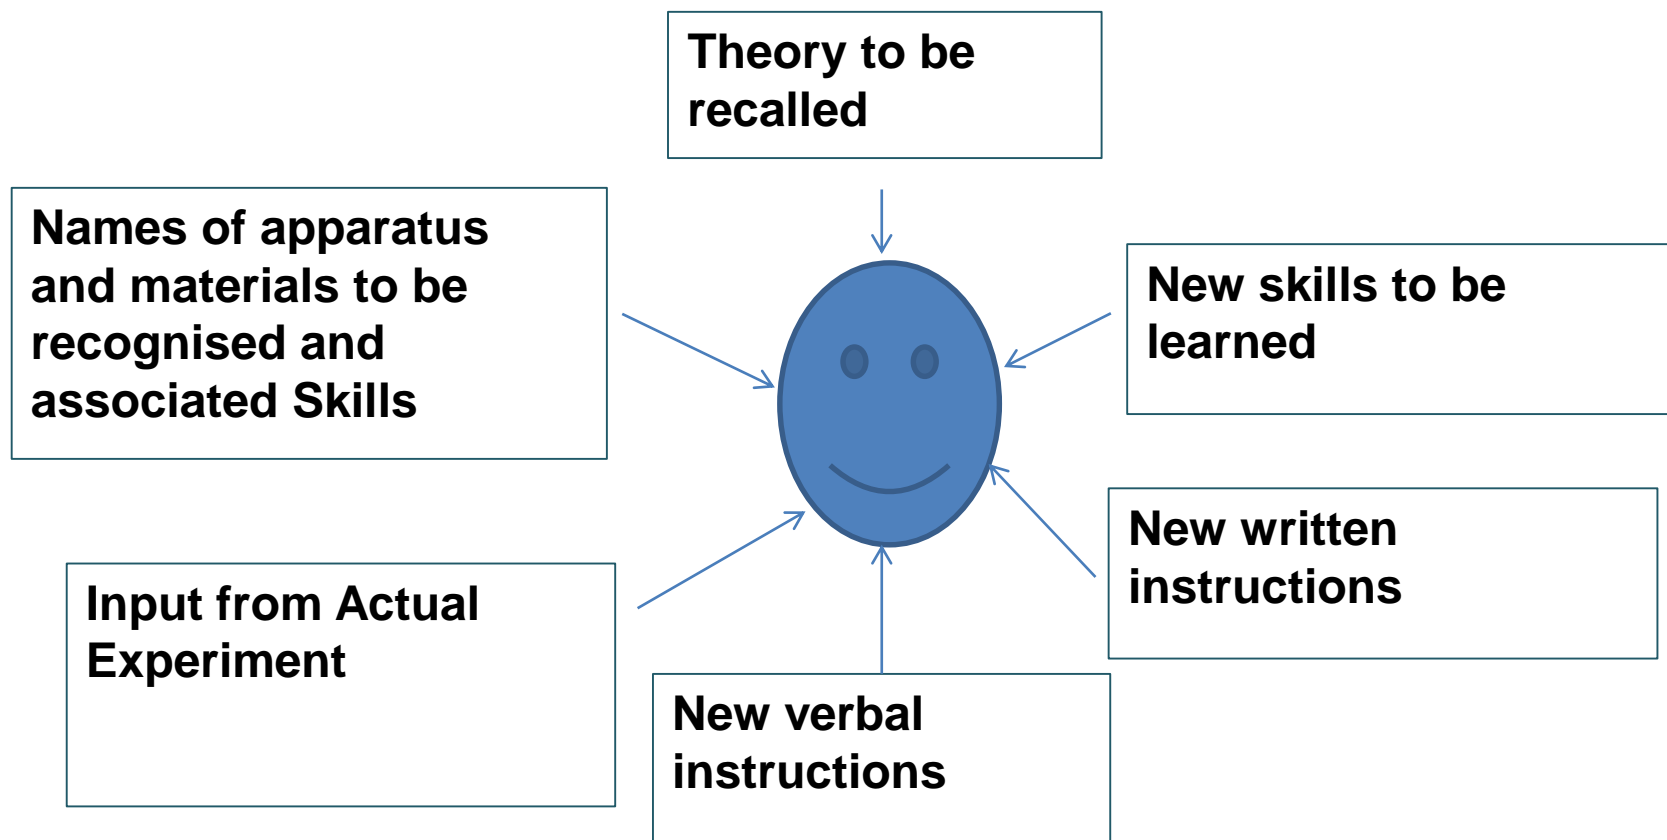 Theory to be
recalled
Names of apparatus
and materials to be
recognised and
associated Skills
New skills to be
learned
New written
instructions
Input from Actual
Experiment
New verbal
instructions